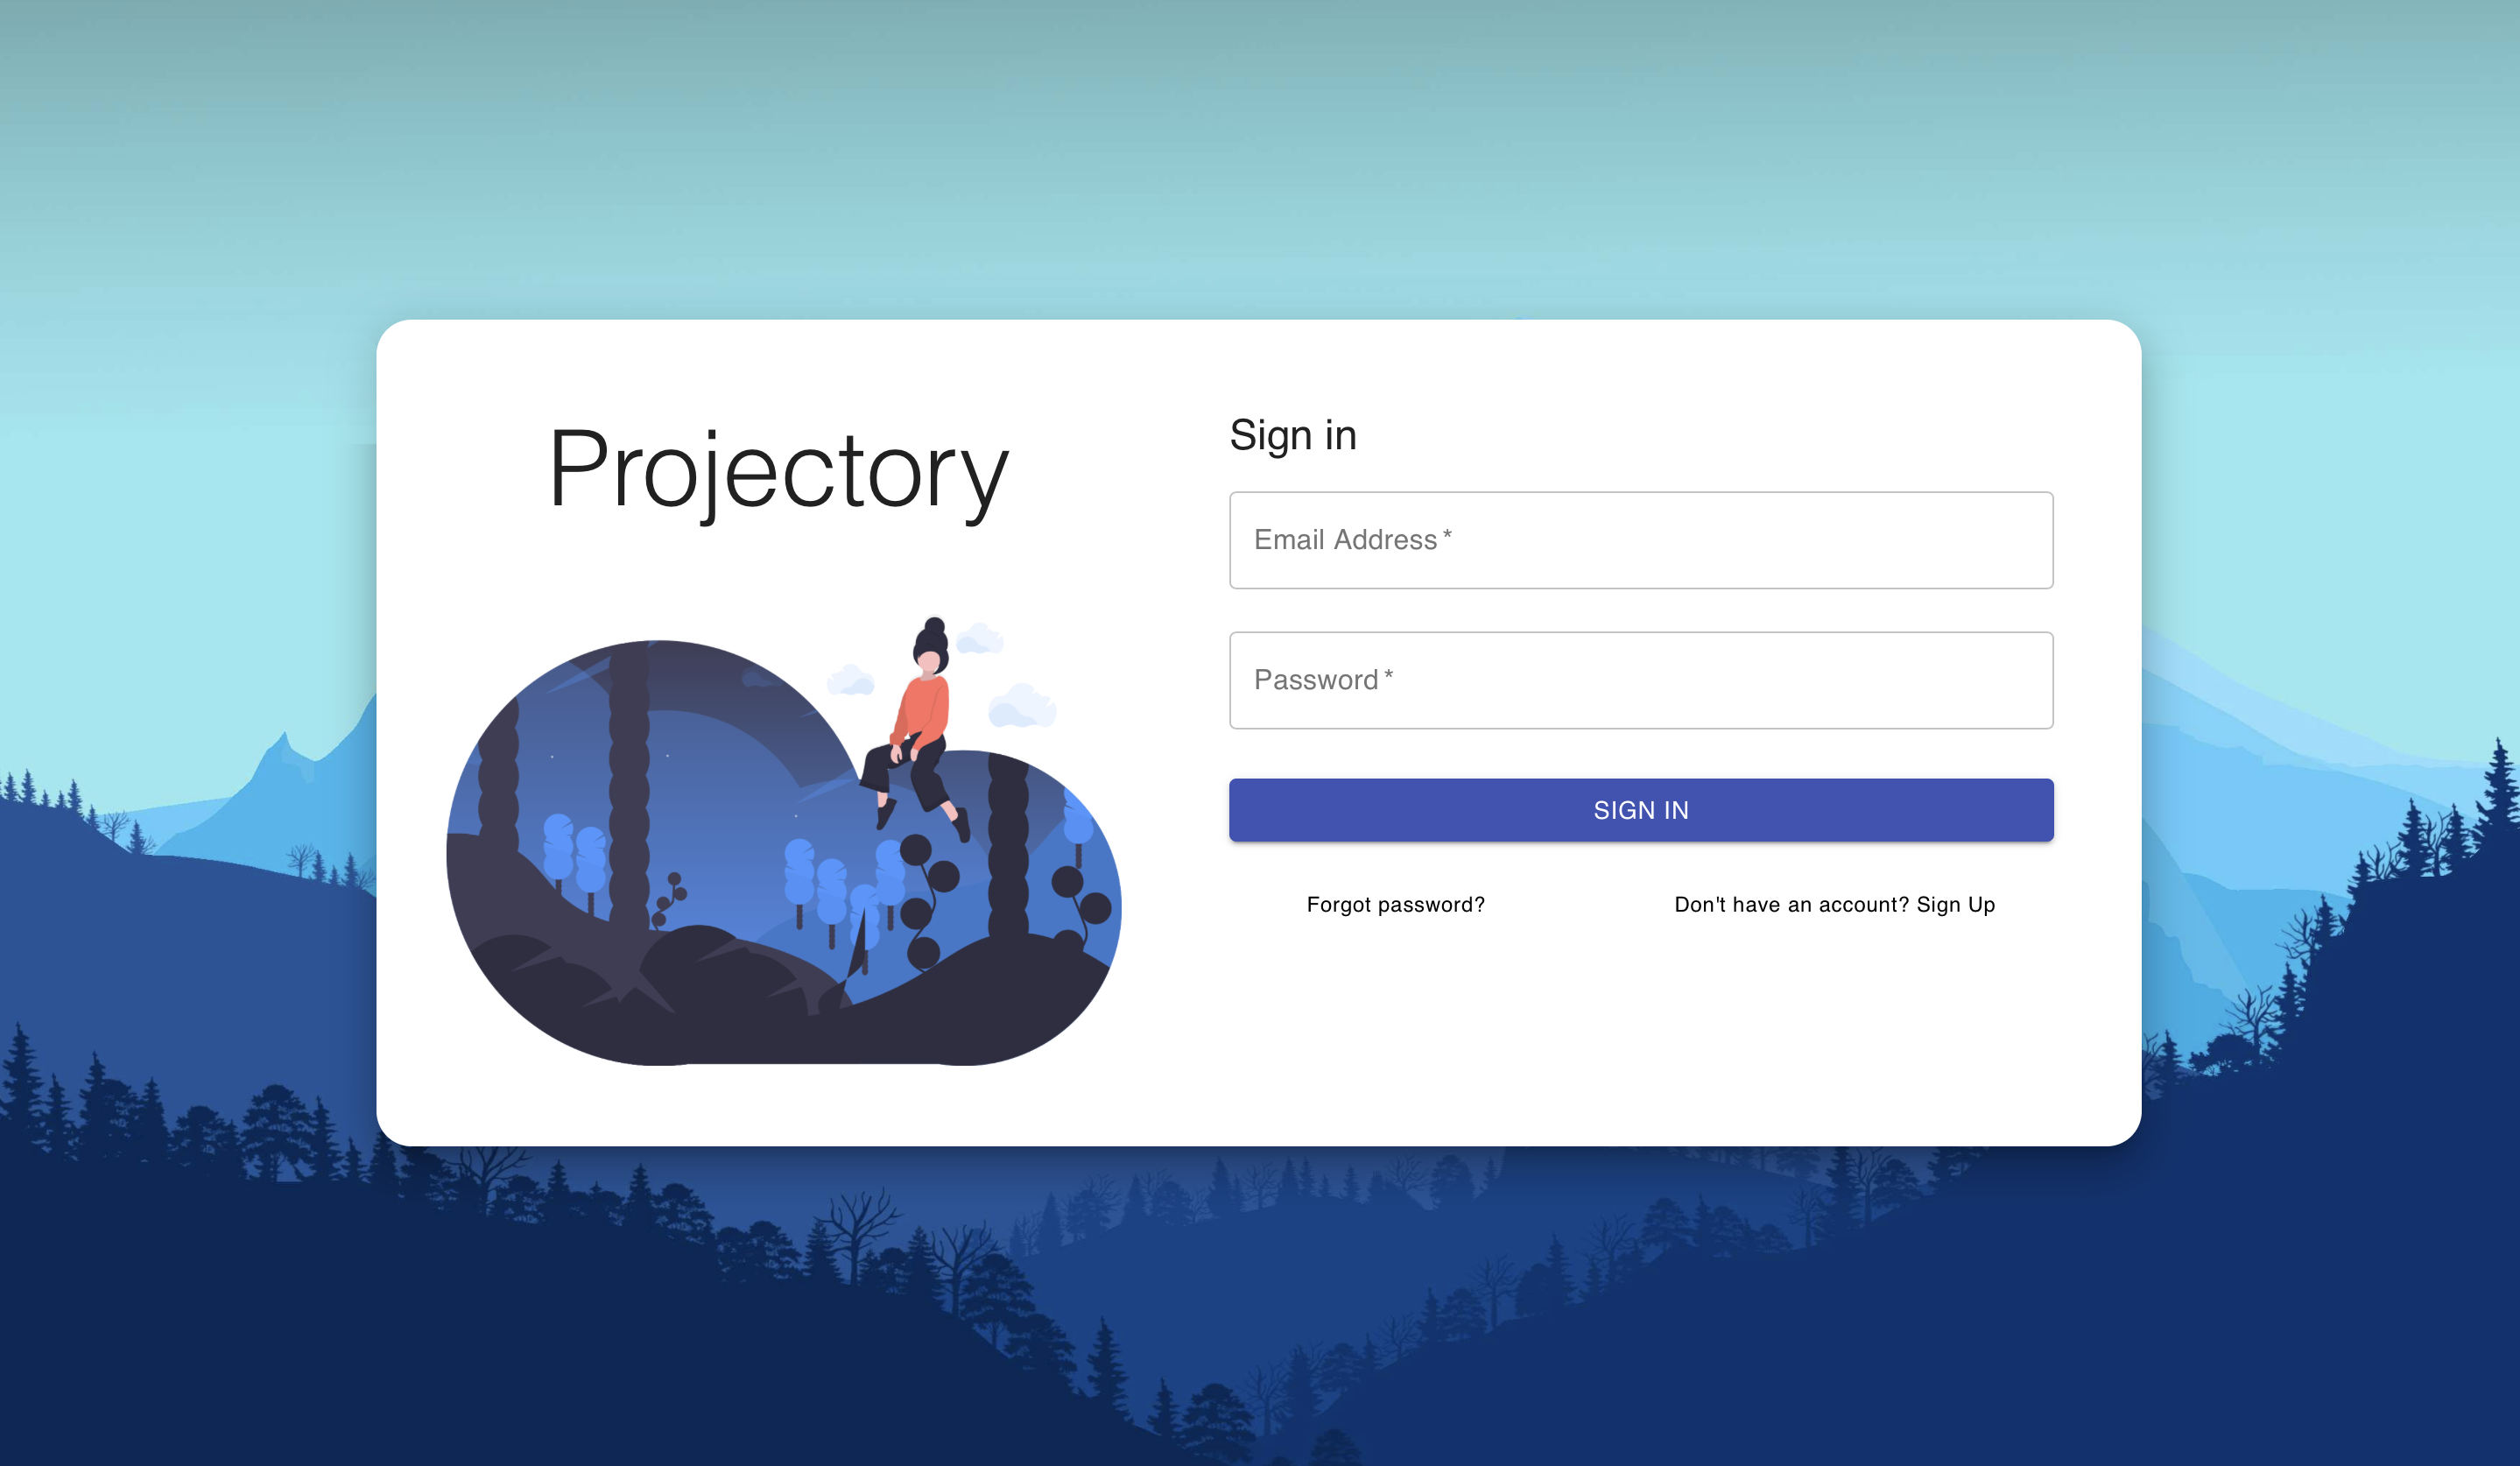 Projectory
Sign in
Email Address *
Password *
SIGN IN
Forgot password?
Don't have an account? Sign Up